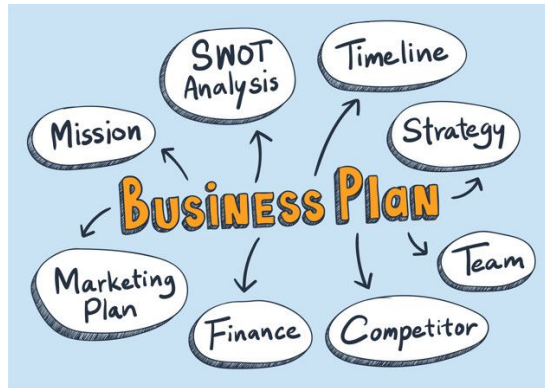 SWOT
Analysis
Timeline
Mission
Strategy
Business Plan
Marketing
Plan
Team
Finance
Competitor